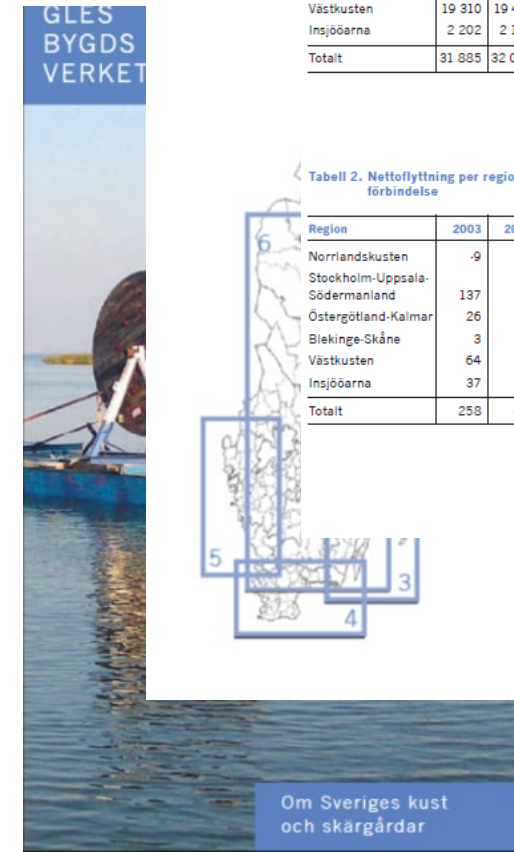 GLES
BYGDS
VERKET
Västkusten 19 310
Insjööarna 2 202
Totalt 31 885
Tabell 2. Nettoflyttning per
förbindelse
Region 2003
Norrlandskusten -9
Stockholm-Uppsala-
Södermanland 137
Östergötland-Kalmar 26
Blekinge-Skåne 3
Västkusten 64
Insjööarna 37
Totalt 258
6
5
3
4
Om Sveriges kust
och skärgårdar